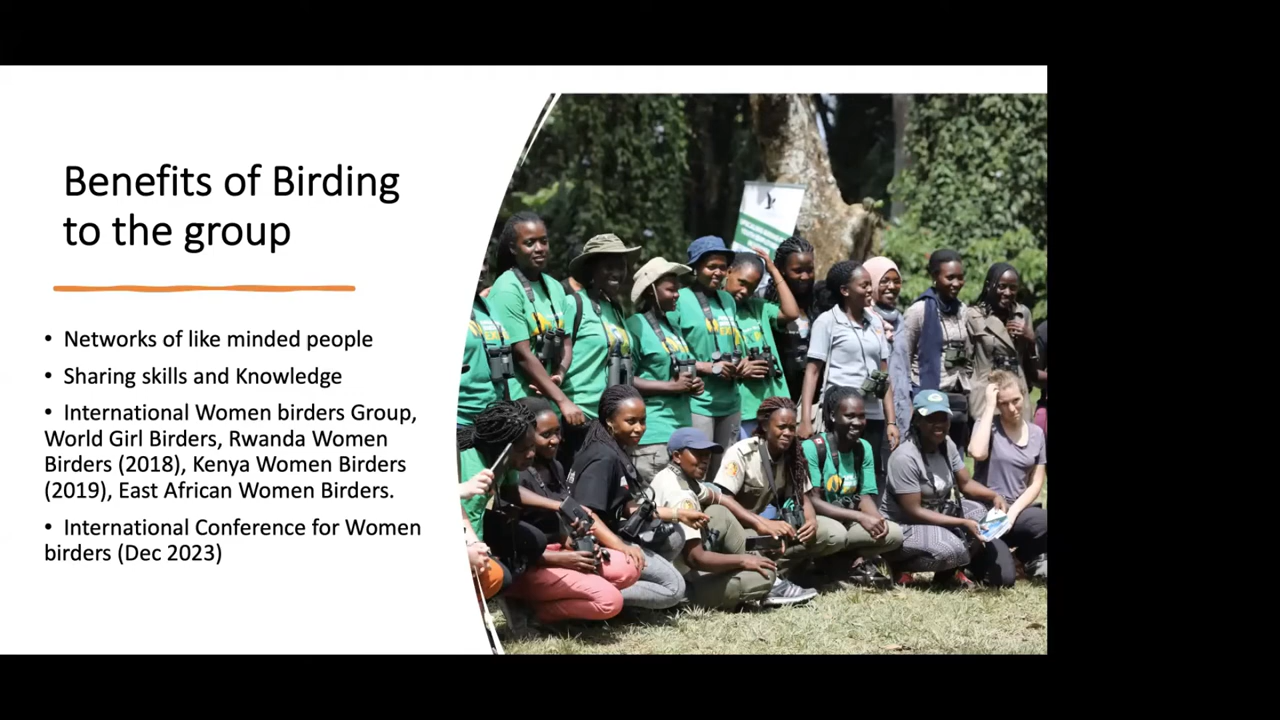 Benefits of Birding
to the group
• Networks of like minded people
• Sharing skills and Knowledge
• International Women birders Group,
World Girl Birders, Rwanda Women
Birders (2018), Kenya Women Birders
(2019), East African Women Birders.
• International Conference for Women
birders (Dec 2023)